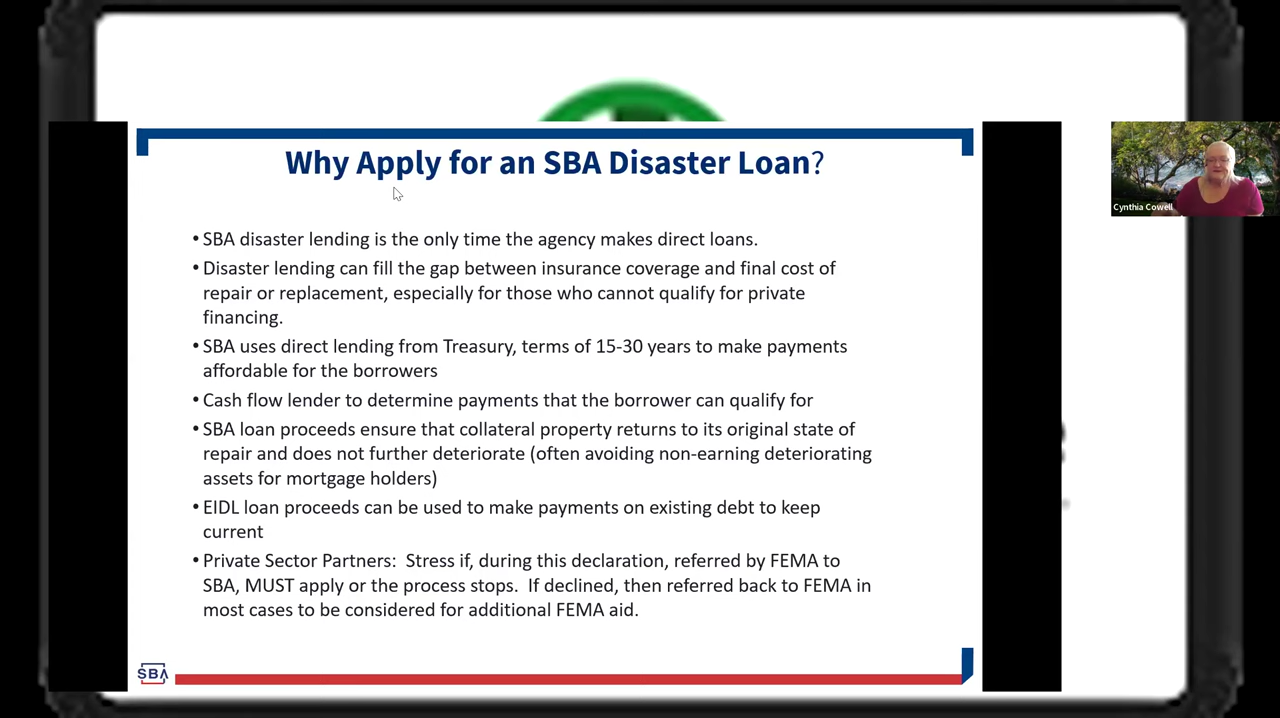 Why Apply for an SBA Disaster Loan?
• SBA disaster lending is the only time the agency makes direct loans.
• Disaster lending can fill the gap between insurance coverage and final cost of
repair or replacement, especially for those who cannot qualify for private
financing.
• SBA uses direct lending from Treasury, terms of 15-30 years to make payments
affordable for the borrowers
• Cash flow lender to determine payments that the borrower can qualify for
• SBA loan proceeds ensure that collateral property returns to its original state of
repair and does not further deteriorate (often avoiding non-earning deteriorating
assets for mortgage holders)
• EIDL loan proceeds can be used to make payments on existing debt to keep
current
• Private Sector Partners:  Stress if, during this declaration, referred by FEMA to
SBA, MUST apply or the process stops.  If declined, then referred back to FEMA in
most cases to be considered for additional FEMA aid.
SBA
Cynthia Cowell